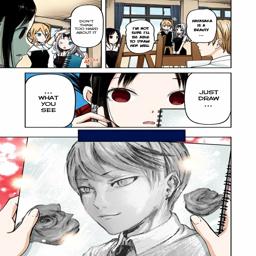 DON'T
THINK
TOO HARD
ABOUT IT
I'M NOT
SURE I'LL
BE ABLE
TO DRAW
HER WELL
HAYASAKA
IS A
BEAUTY
...
...
WHAT
YOU
SEE
JUST
DRAW
...